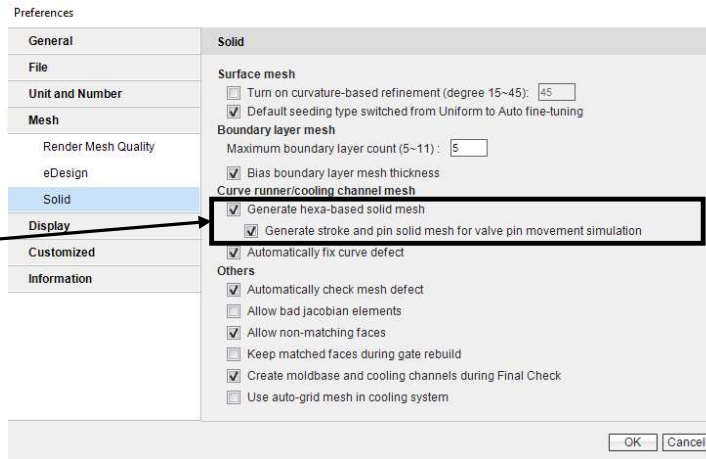 Preferences
General
File
Unit and Number
Mesh
Render Mesh Quality
eDesign
Solid
Display
Customized
Information
Solid
Surface mesh
Turn on curvature-based refinement (degree 15~45): 45
Default seeding type switched from Uniform to Auto fine-tuning
Boundary layer mesh
Maximum boundary layer count (5~11) : 5
Bias boundary layer mesh thickness
Curve runner/cooling channel mesh
Generate hexa-based solid mesh
Generate stroke and pin solid mesh for valve pin movement simulation
Automatically fix curve defect
Others
Automatically check mesh defect
Allow bad jacobian elements
Allow non-matching faces
Keep matched faces during gate rebuild
Create moldbase and cooling channels during Final Check
Use auto-grid mesh in cooling system
OK Cancel